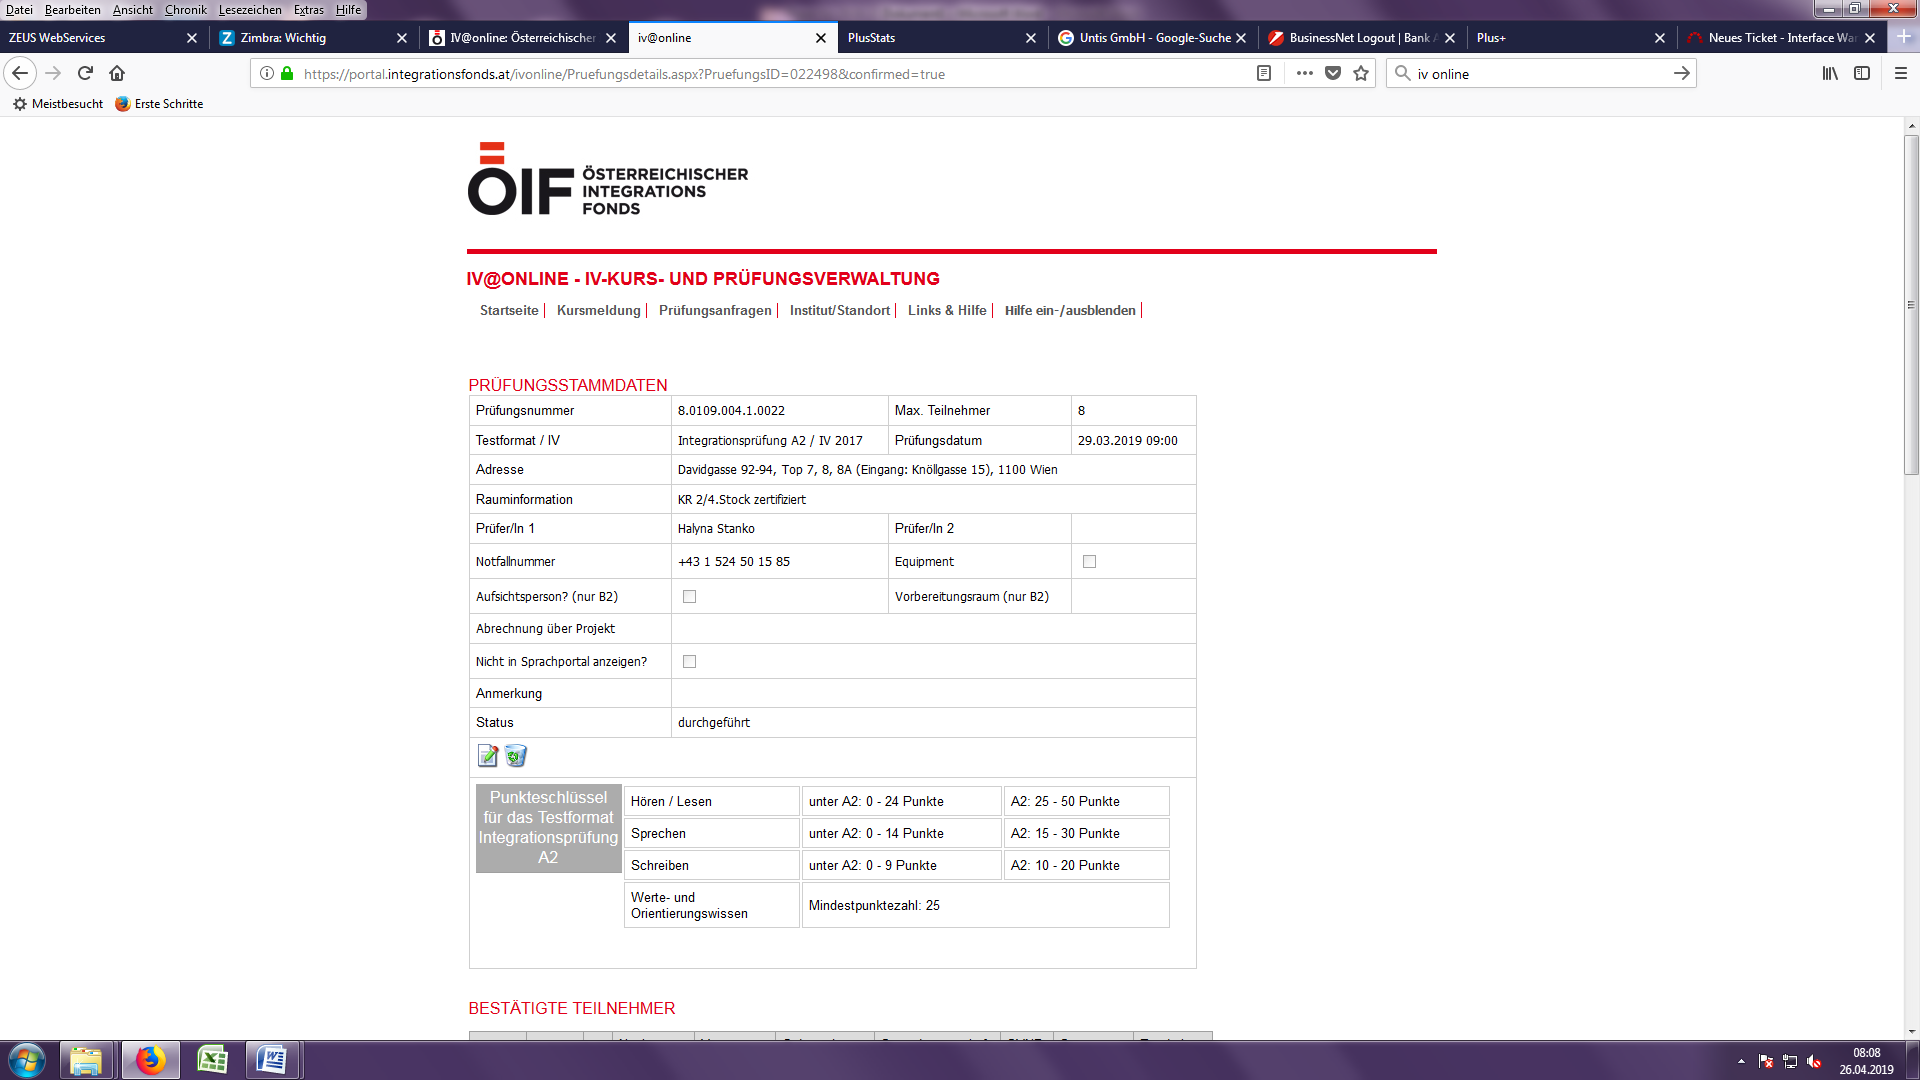 Datei Bearbeiten Ansicht Chronik Lesezeichen Extras Hilfe
ZEUS WebServices
Zimbra: Wichtig
IV@online: Österreichischer
iv@online
PlusStats
Untis GmbH - Google-Suche
BusinessNet Logout | Bank A
Plus+
Neues Ticket - Interface Wa
https://portal.integrationsfonds.at/ivonline/Pruefungsdetails.aspx?PruefungsID=022498&confirmed=true
iv online
Meistbesucht Erste Schritte
ÖIF ÖSTERREICHISCHER
INTEGRATIONS
FONDS
IV@ONLINE - IV-KURS- UND PRÜFUNGSVERWALTUNG
Startseite Kursmeldung Prüfungsanfragen Institut/Standort Links & Hilfe Hilfe ein-/ausblenden
PRÜFUNGSSTAMMDATEN
Prüfungsnummer 8.0109.004.1.0022 Max. Teilnehmer 8
Testformat / IV Integrationsprüfung A2 / IV 2017 Prüfungsdatum 29.03.2019 09:00
Adresse Davidgasse 92-94, Top 7, 8, 8A (Eingang: Knöllgasse 15), 1100 Wien
Rauminformation KR 2/4.Stock zertifiziert
Prüfer/In 1 Halyna Stanko Prüfer/In 2
Notfallnummer +43 1 524 50 15 85 Equipment
Aufsichtsperson? (nur B2) Vorbereitungsraum (nur B2)
Abrechnung über Projekt
Nicht in Sprachportal anzeigen?
Anmerkung
Status durchgeführt
Punkteschlüssel
für das Testformat
Integrationsprüfung
A2
Hören / Lesen unter A2: 0 - 24 Punkte A2: 25 - 50 Punkte
Sprechen unter A2: 0 - 14 Punkte A2: 15 - 30 Punkte
Schreiben unter A2: 0 - 9 Punkte A2: 10 - 20 Punkte
Werte- und
Orientierungswissen Mindestpunktezahl: 25
BESTÄTIGTE TEILNEHMER
08:08
26.04.2019